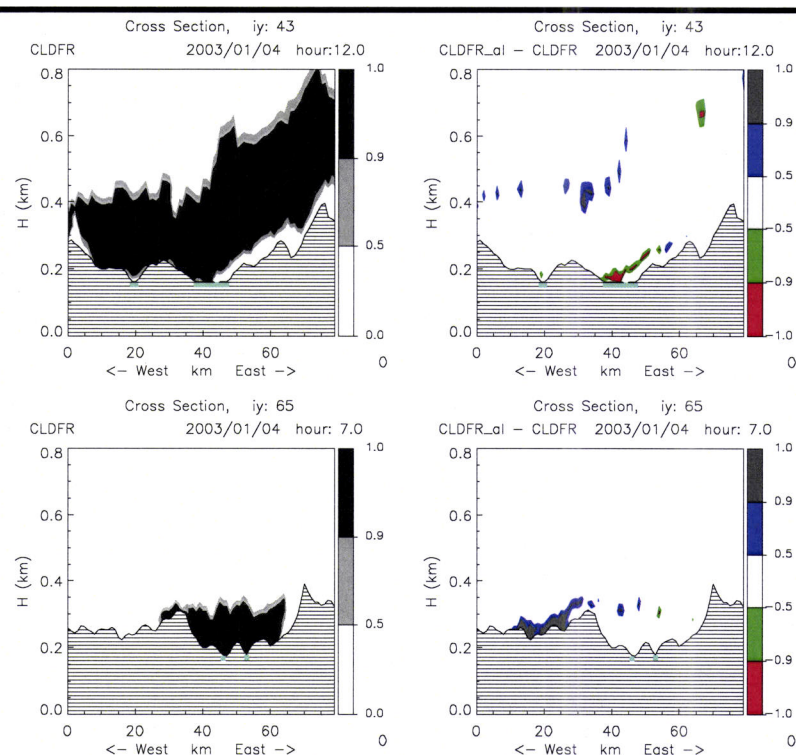 Cross Section, iy: 43
CLDFR 2003/01/04 hour:12.0
0.8
0.6
0.4
0.2
0.0
H (km)
0 20 40 60
<- West km East ->
1.0
0.9
0.5
0.0
0
Cross Section, iy: 43
CLDFR_al - CLDFR 2003/01/04 hour:12.0
0.8
0.6
0.4
0.2
0.0
H (km)
0 20 40 60
<- West km East ->
1.0
0.9
0.5
-0.5
-0.9
-1.0
0
Cross Section, iy: 65
CLDFR 2003/01/04 hour: 7.0
0.8
0.6
0.4
0.2
0.0
H (km)
0 20 40 60
<- West km East ->
1.0
0.9
0.5
0.0
0
Cross Section, iy: 65
CLDFR_al - CLDFR 2003/01/04 hour: 7.0
0.8
0.6
0.4
0.2
0.0
H (km)
0 20 40 60
<- West km East ->
1.0
0.9
0.5
-0.5
-0.9
-1.0
0